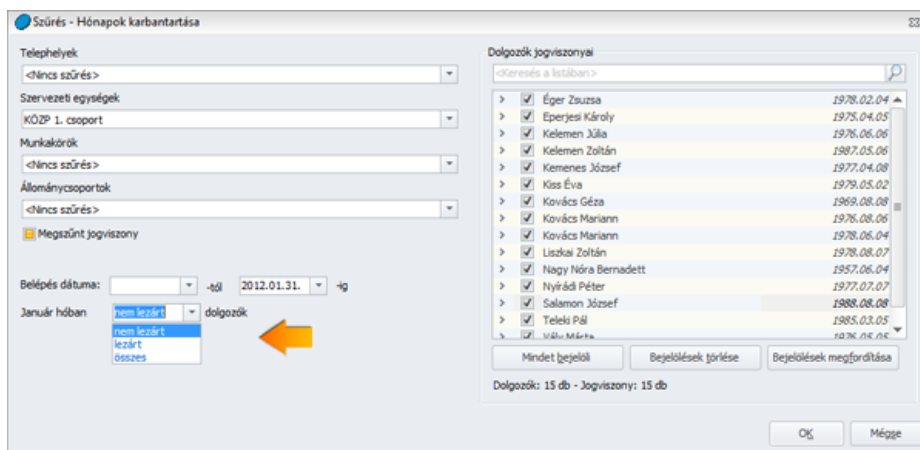 Szűrés - Hónapok karbantartása
Telephelyek
<Nincs szűrés>
Szervezeti egységek
KÖZP 1. csoport
Munkakörök
<Nincs szűrés>
Állománycsoportok
<Nincs szűrés>
Megszűnt jogviszony
Belépés dátuma: -tól 2012.01.31. -ig
Január hóban nem lezárt dolgozók
nem lezárt
lezárt
összes
Dolgozók jogviszonyai
<Keresés a listában>
Éger Zsuzsa 1978.02.04
Eperjesi Károly 1975.04.05
Kelemen Júlia 1976.06.06
Kelemen Zoltán 1987.05.06
Kemenes József 1977.04.08
Kiss Éva 1979.05.02
Kovács Géza 1969.08.08
Kovács Mariann 1976.08.06
Kovács Mariann 1978.06.04
Liszkai Zoltán 1978.08.07
Nagy Nóra Bernadett 1957.06.04
Nyírádi Péter 1977.07.07
Salamon József 1988.08.08
Teleki Pál 1985.03.05
Vály Márta 1976.05.05
Mindet bejelöli Bejelölések törlése Bejelölések megfordítása
Dolgozók: 15 db - Jogviszony: 15 db
OK Mégse